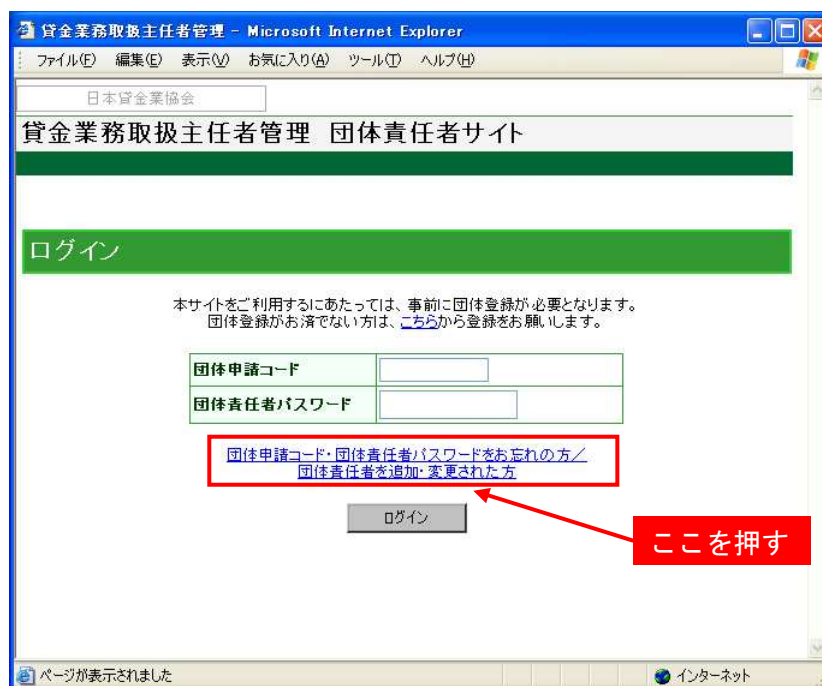 貸金業務取扱主任者管理 - Microsoft Internet Explorer
ファイル(F) 編集(E) 表示(V) お気に入り(A) ツール(T) ヘルプ(H)
日本貸金業協会
貸金業務取扱主任者管理 団体責任者サイト
ログイン
本サイトをご利用するにあたっては、事前に団体登録が必要となります。
団体登録がお済でない方は、こちらから登録をお願いします。
団体申請コード
団体責任者パスワード
団体申請コード・団体責任者パスワードをお忘れの方／
団体責任者を追加・変更された方
ログイン
ここを押す
ページが表示されました
インターネット